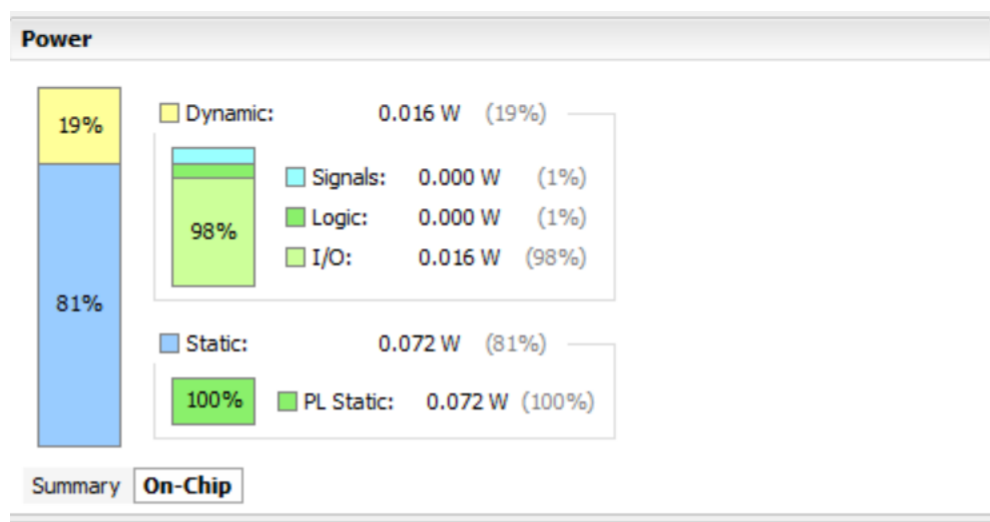 Power
19%
Dynamic: 0.016 W (19%)
98%
Signals: 0.000 W (1%)
Logic: 0.000 W (1%)
I/O: 0.016 W (98%)
81%
Static: 0.072 W (81%)
100%
PL Static: 0.072 W (100%)
Summary On-Chip